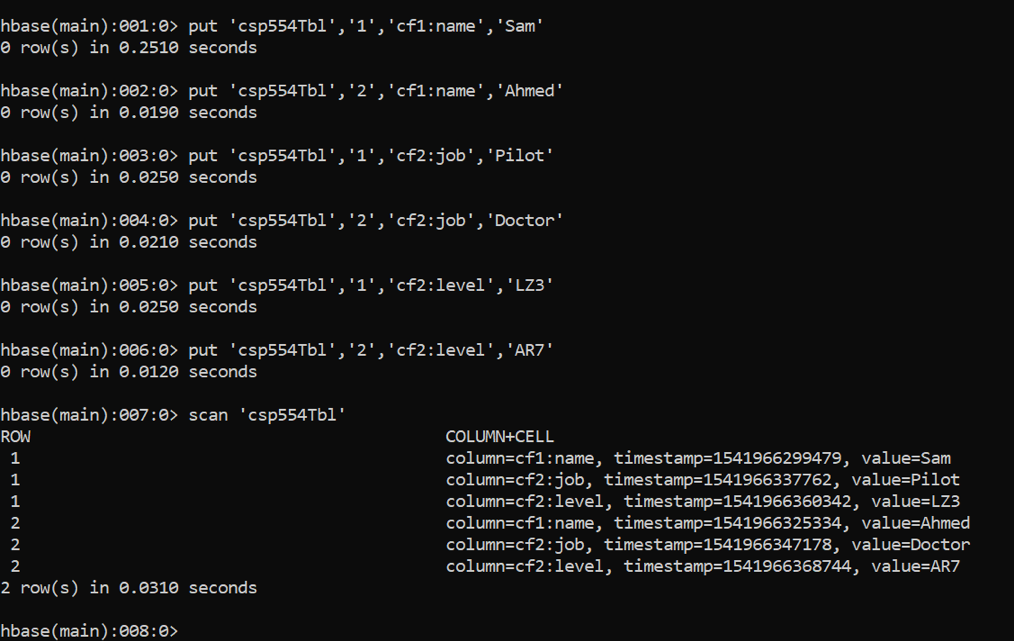 hbase(main):001:0> put 'csp554Tbl','1','cf1:name','Sam'
0 row(s) in 0.2510 seconds
hbase(main):002:0> put 'csp554Tbl','2','cf1:name','Ahmed'
0 row(s) in 0.0190 seconds
hbase(main):003:0> put 'csp554Tbl','1','cf2:job','Pilot'
0 row(s) in 0.0250 seconds
hbase(main):004:0> put 'csp554Tbl','2','cf2:job','Doctor'
0 row(s) in 0.0210 seconds
hbase(main):005:0> put 'csp554Tbl','1','cf2:level','LZ3'
0 row(s) in 0.0250 seconds
hbase(main):006:0> put 'csp554Tbl','2','cf2:level','AR7'
0 row(s) in 0.0120 seconds
hbase(main):007:0> scan 'csp554Tbl'
ROW COLUMN+CELL
1 column=cf1:name, timestamp=1541966299479, value=Sam
1 column=cf2:job, timestamp=1541966337762, value=Pilot
1 column=cf2:level, timestamp=1541966360342, value=LZ3
2 column=cf1:name, timestamp=1541966325334, value=Ahmed
2 column=cf2:job, timestamp=1541966347178, value=Doctor
2 column=cf2:level, timestamp=1541966368744, value=AR7
2 row(s) in 0.0310 seconds
hbase(main):008:0>